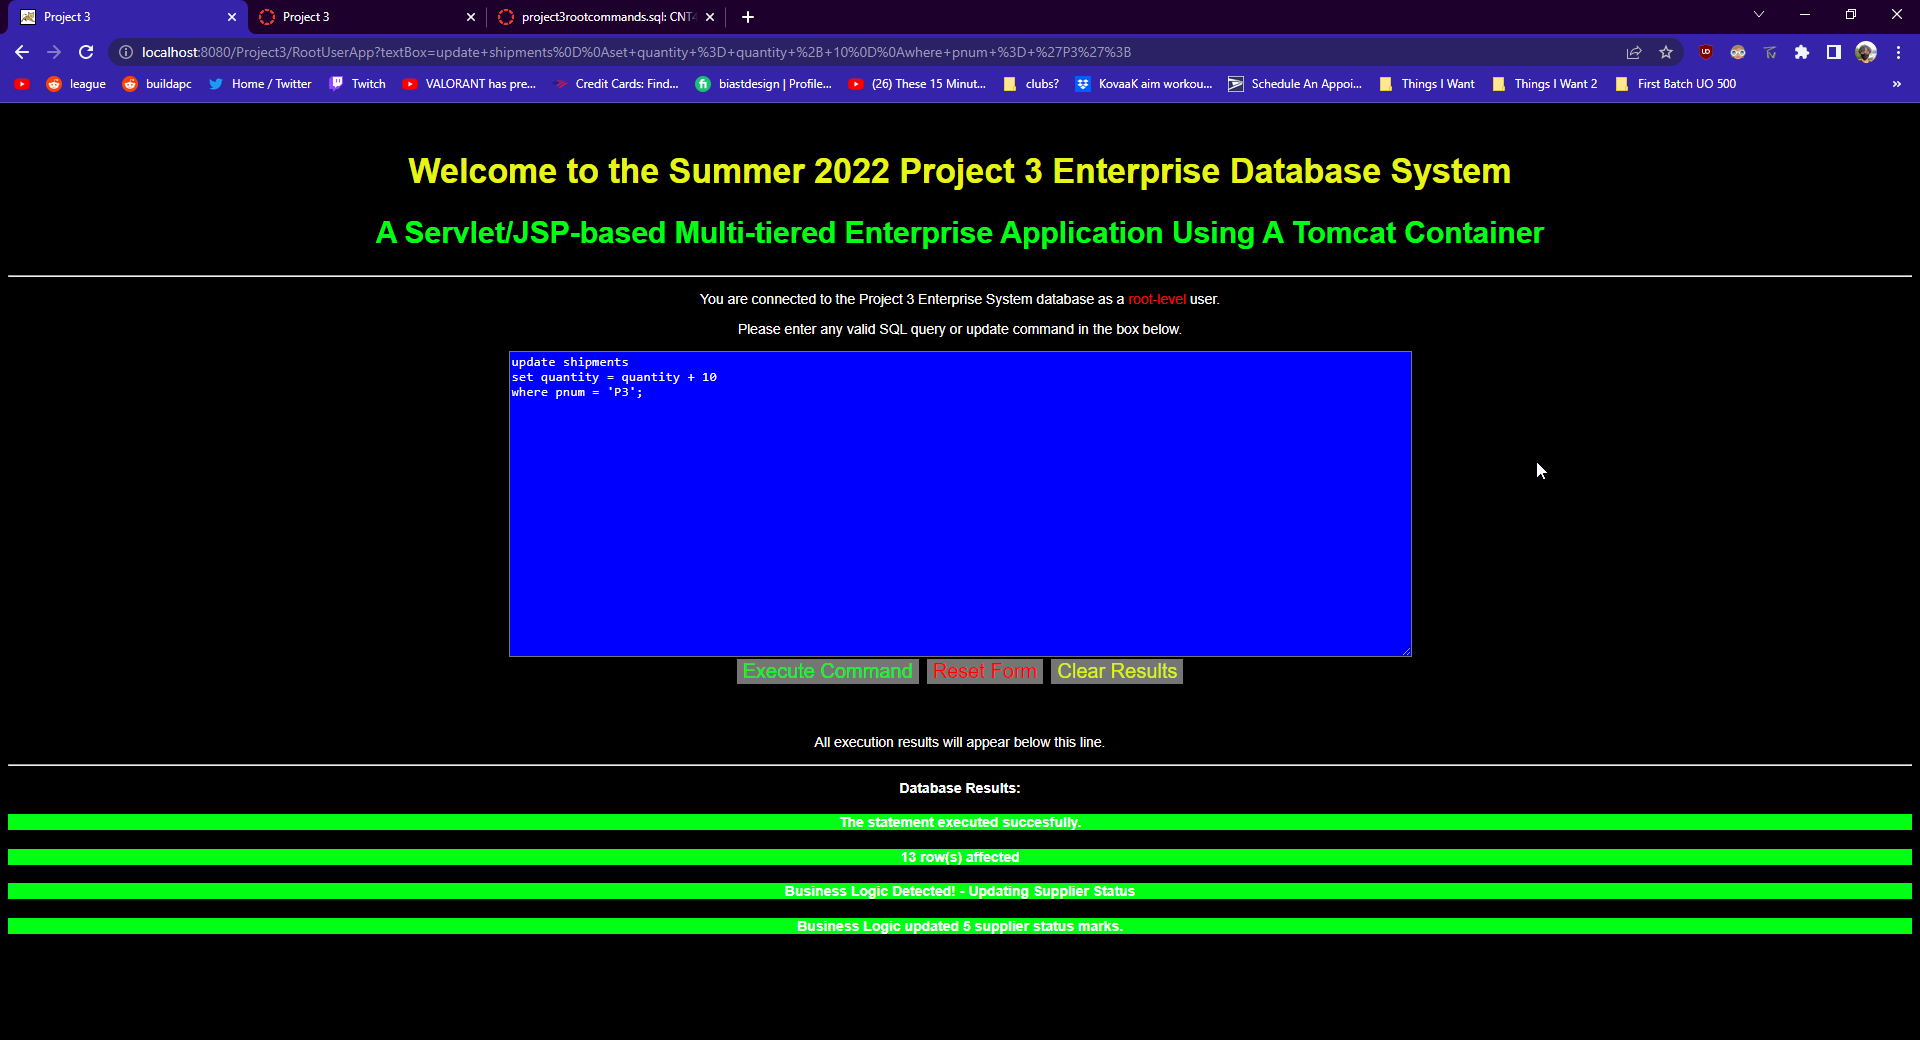 Project 3
Project 3
project3rootcommands.sql: CNT
localhost:8080/Project3/RootUserApp?textBox=update+shipments%0D%0Aset+quantity+%3D+quantity+%2B+10%0D%0Awhere+pnum+%3D+%27P3%27%3B
league
buildapc
Home / Twitter
Twitch
VALORANT has pre...
Credit Cards: Find...
biastdesign | Profile...
(26) These 15 Minut...
clubs?
KovaaK aim workou...
Schedule An Appoi...
Things I Want
Things I Want 2
First Batch UO 500
»
Welcome to the Summer 2022 Project 3 Enterprise Database System
A Servlet/JSP-based Multi-tiered Enterprise Application Using A Tomcat Container
You are connected to the Project 3 Enterprise System database as a root-level user.
Please enter any valid SQL query or update command in the box below.
update shipments
set quantity = quantity + 10
where pnum = 'P3';
Execute Command
Reset Form
Clear Results
All execution results will appear below this line.
Database Results:
The statement executed succesfully.
13 row(s) affected
Business Logic Detected! - Updating Supplier Status
Business Logic updated 5 supplier status marks.